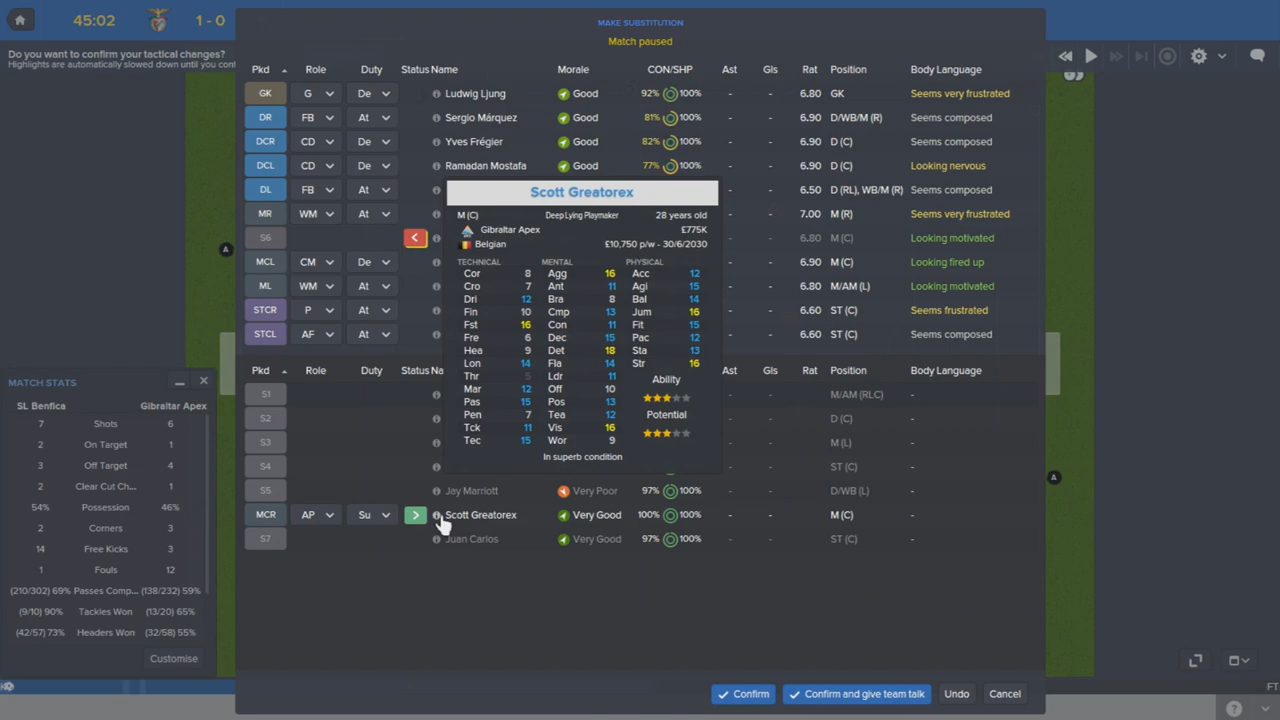 45:02 1 - 0
MAKE SUBSTITUTION
Match paused
Do you want to confirm your tactical changes?
Highlights are automatically slowed down until you conf
Pkd Role Duty Status Name Morale CON/SHP Ast Gls Rat Position Body Language
GK G De Ludwig Ljung Good 92% 100% - - 6.80 GK Seems very frustrated
DR FB At Sergio Márquez Good 81% 100% - - 6.90 D/WB/M (R) Seems composed
DCR CD De Yves Frégier Good 82% 100% - - 6.90 D (C) Seems composed
DCL CD De Ramadan Mostafa Good 77% 100% - - 6.90 D (C) Looking nervous
DL FB At - - 6.50 D (RL), WB/M (R) Seems composed
MR WM At - - 7.00 M (R) Seems very frustrated
S6 - - 6.80 M (C) Looking motivated
MCL CM De - - 6.90 M (C) Looking fired up
ML WM At - - 6.80 M/AM (L) Looking motivated
STCR P At - - 6.60 ST (C) Seems frustrated
STCL AF At - - 6.60 ST (C) Seems composed
Scott Greatorex
M (C) Deep Lying Playmaker 28 years old
Gibraltar Apex £775K
Belgian £10,750 p/w - 30/6/2030
TECHNICAL MENTAL PHYSICAL
Cor 8 Agg 16 Acc 12
Cro 7 Ant 11 Agi 15
Dri 12 Bra 8 Bal 14
Fin 10 Cmp 13 Jum 16
Fst 16 Con 11 Fit 15
Fre 6 Dec 15 Pac 12
Hea 9 Det 18 Sta 13
Lon 14 Fla 14 Str 16
Thr 5 Ldr 11
Mar 12 Off 10
Pas 15 Pos 13
Pen 7 Tea 12
Tck 11 Vis 16
Tec 15 Wor 9
Ability
Potential
In superb condition
Pkd Role Duty Status Na Ast Gls Rat Position Body Language
S1 - - - M/AM (RLC) -
S2 - - - D (C) -
S3 - - - M (L) -
S4 - - - ST (C) -
S5 Jay Marriott Very Poor 97% 100% - - - D/WB (L) -
MCR AP Su Scott Greatorex Very Good 100% 100% - - - M (C) -
S7 Juan Carlos Very Good 97% 100% - - - ST (C) -
MATCH STATS
SL Benfica Gibraltar Apex
7 Shots 6
2 On Target 1
3 Off Target 4
2 Clear Cut Ch... 1
54% Possession 46%
2 Corners 3
14 Free Kicks 3
1 Fouls 12
(210/302) 69% Passes Comp... (138/232) 59%
(9/10) 90% Tackles Won (13/20) 65%
(42/57) 73% Headers Won (32/58) 55%
Customise
A
A
Confirm Confirm and give team talk Undo Cancel
FT